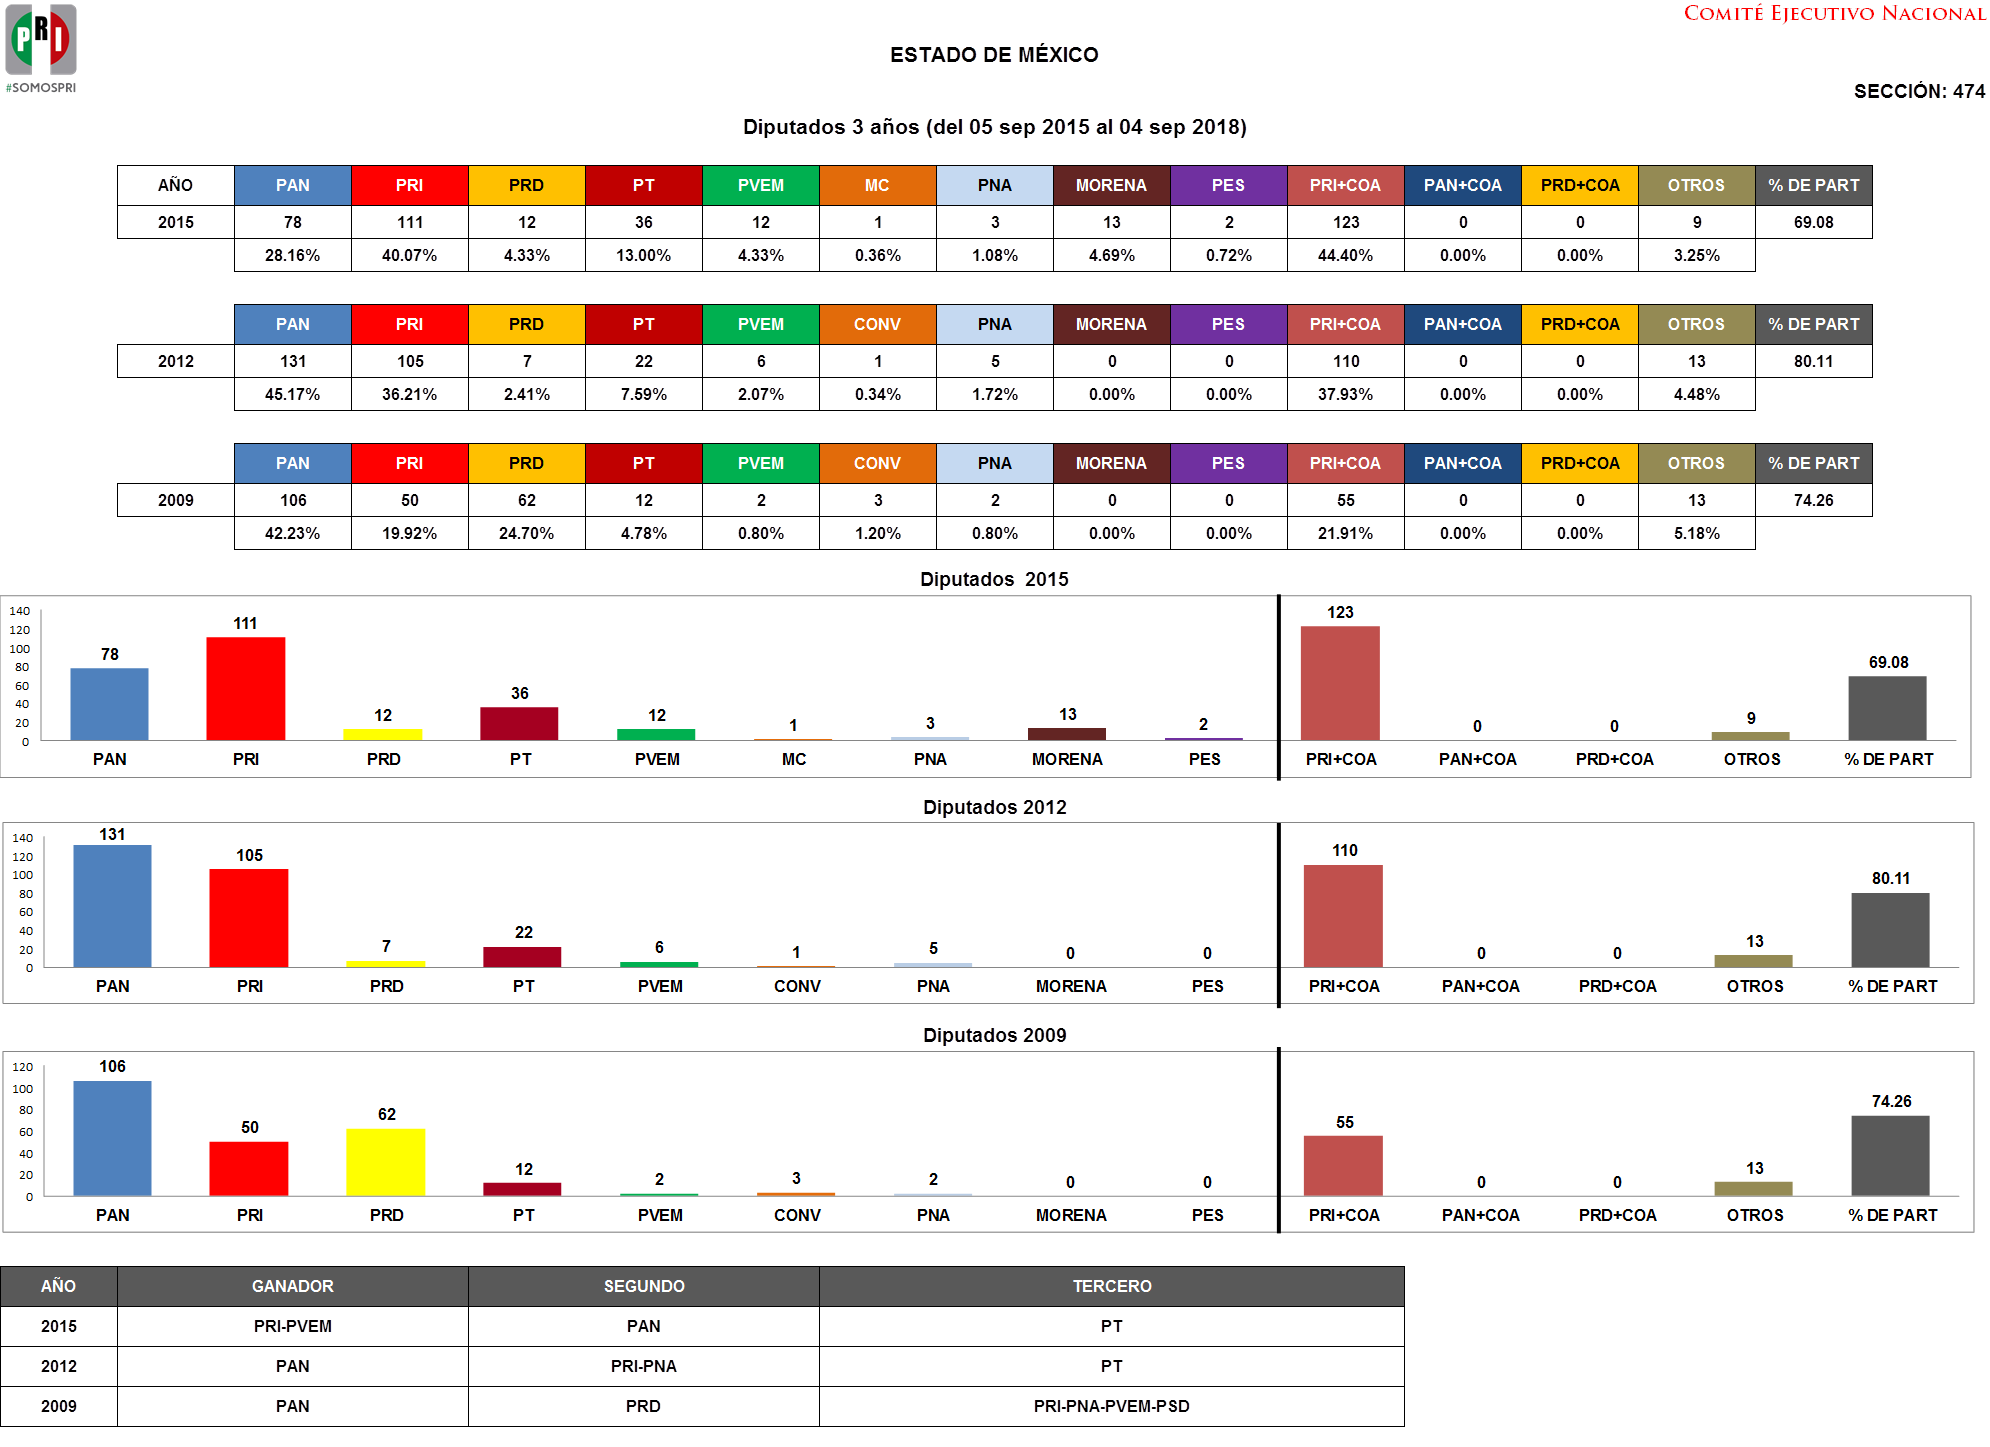 PRI
#SOMOSPRI
COMITÉ EJECUTIVO NACIONAL
ESTADO DE MÉXICO
SECCIÓN: 474
Diputados 3 años (del 05 sep 2015 al 04 sep 2018)
AÑO PAN PRI PRD PT PVEM MC PNA MORENA PES PRI+COA PAN+COA PRD+COA OTROS % DE PART
2015 78 111 12 36 12 1 3 13 2 123 0 0 9 69.08
28.16% 40.07% 4.33% 13.00% 4.33% 0.36% 1.08% 4.69% 0.72% 44.40% 0.00% 0.00% 3.25%
PAN PRI PRD PT PVEM CONV PNA MORENA PES PRI+COA PAN+COA PRD+COA OTROS % DE PART
2012 131 105 7 22 6 1 5 0 0 110 0 0 13 80.11
45.17% 36.21% 2.41% 7.59% 2.07% 0.34% 1.72% 0.00% 0.00% 37.93% 0.00% 0.00% 4.48%
PAN PRI PRD PT PVEM CONV PNA MORENA PES PRI+COA PAN+COA PRD+COA OTROS % DE PART
2009 106 50 62 12 2 3 2 0 0 55 0 0 13 74.26
42.23% 19.92% 24.70% 4.78% 0.80% 1.20% 0.80% 0.00% 0.00% 21.91% 0.00% 0.00% 5.18%
Diputados 2015
140
120
100
80
60
40
20
0
78 111 12 36 12 1 3 13 2 123 0 0 9 69.08
PAN PRI PRD PT PVEM MC PNA MORENA PES PRI+COA PAN+COA PRD+COA OTROS % DE PART
Diputados 2012
140
120
100
80
60
40
20
0
131 105 7 22 6 1 5 0 0 110 0 0 13 80.11
PAN PRI PRD PT PVEM CONV PNA MORENA PES PRI+COA PAN+COA PRD+COA OTROS % DE PART
Diputados 2009
120
100
80
60
40
20
0
106 50 62 12 2 3 2 0 0 55 0 0 13 74.26
PAN PRI PRD PT PVEM CONV PNA MORENA PES PRI+COA PAN+COA PRD+COA OTROS % DE PART
AÑO GANADOR SEGUNDO TERCERO
2015 PRI-PVEM PAN PT
2012 PAN PRI-PNA PT
2009 PAN PRD PRI-PNA-PVEM-PSD